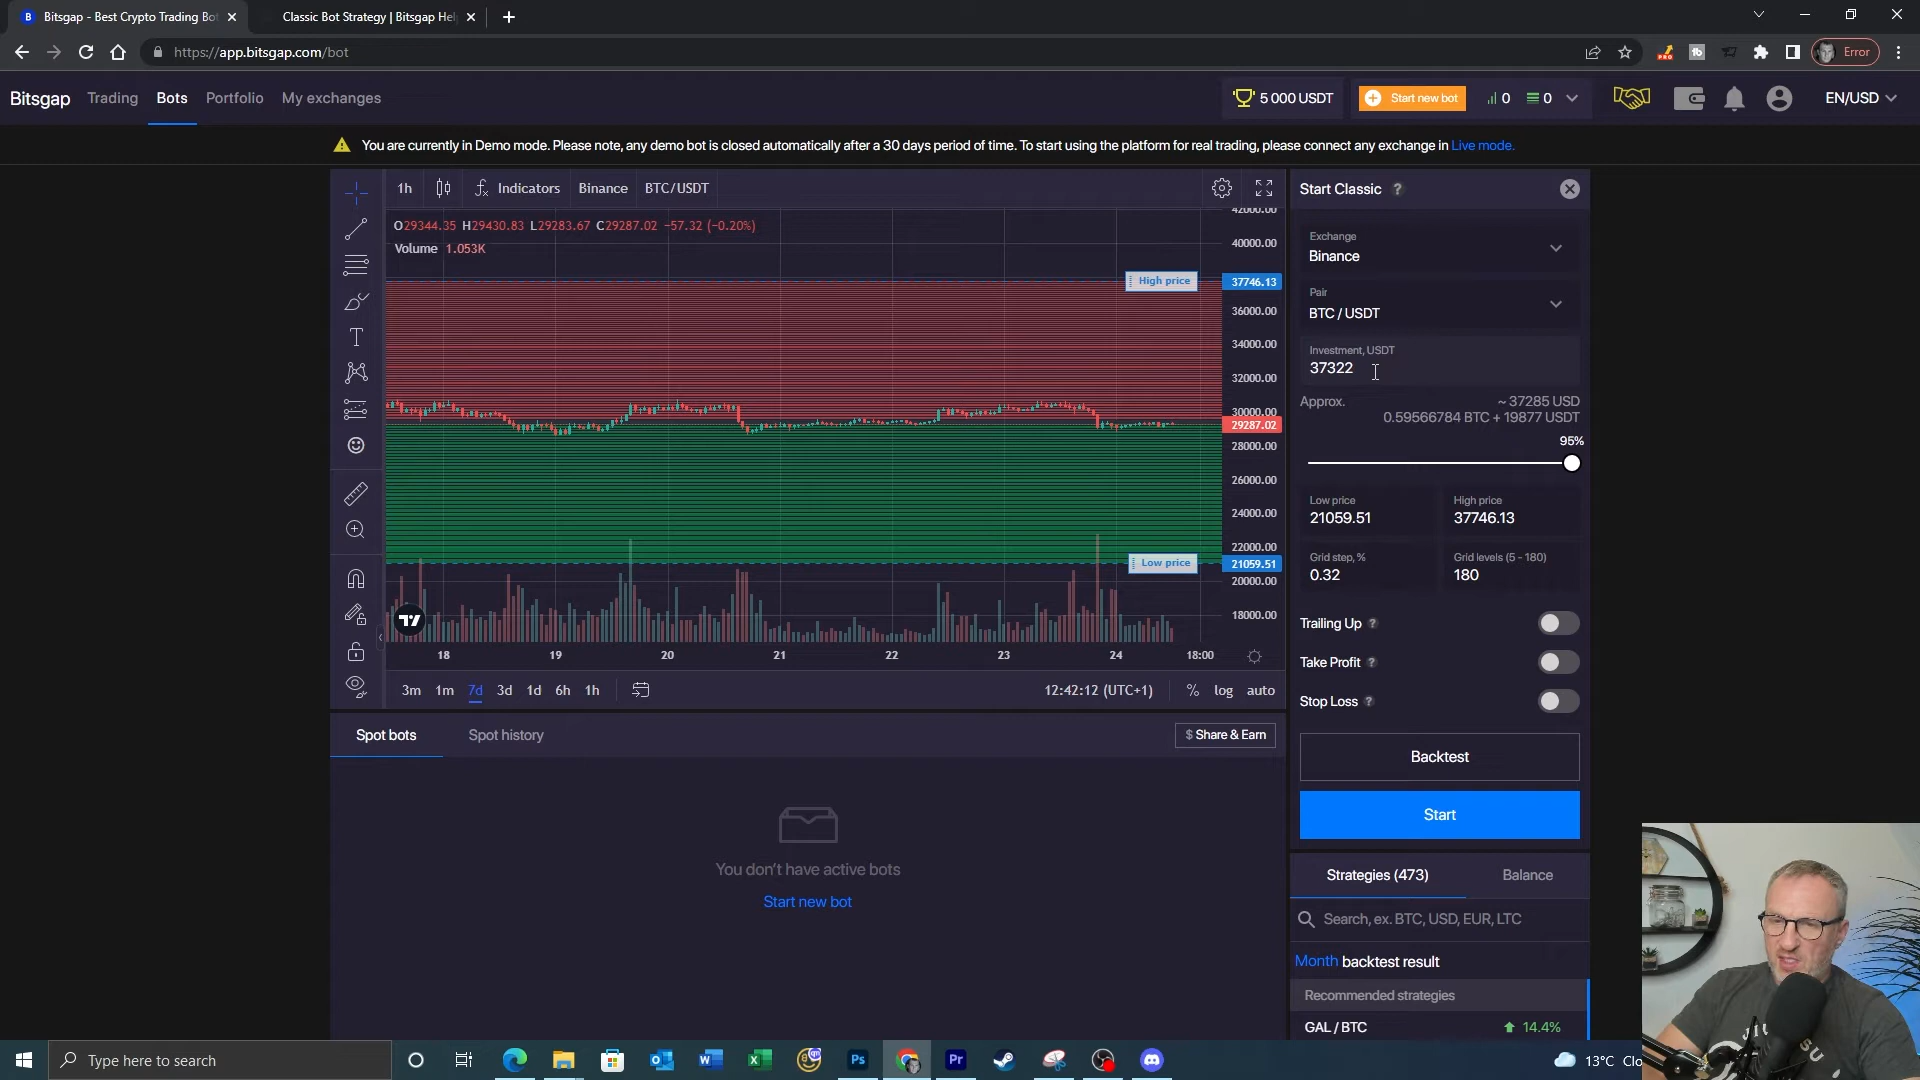 Bitsgap - Best Crypto Trading Bot
Classic Bot Strategy | Bitsgap Hel
https://app.bitsgap.com/bot
Error
Bitsgap
Trading
Bots
Portfolio
My exchanges
5 000 USDT
Start new bot
0
0
EN/USD
You are currently in Demo mode. Please note, any demo bot is closed automatically after a 30 days period of time. To start using the platform for real trading, please connect any exchange in Live mode.
1h
Indicators
Binance
BTC/USDT
O29344.35 H29430.83 L29283.67 C29287.02 −57.32 (−0.20%)
Volume 1.053K
42000.00
40000.00
High price
37746.13
36000.00
34000.00
32000.00
30000.00
29287.02
28000.00
26000.00
24000.00
22000.00
Low price
21059.51
20000.00
18000.00
18 19 20 21 22 23 24 18:00
3m 1m 7d 3d 1d 6h 1h
12:42:12 (UTC+1)
% log auto
Spot bots
Spot history
$ Share & Earn
You don't have active bots
Start new bot
Start Classic ?
Exchange
Binance
Pair
BTC / USDT
Investment, USDT
37322
Approx.
~ 37285 USD
0.59566784 BTC + 19877 USDT
95%
Low price
21059.51
High price
37746.13
Grid step, %
0.32
Grid levels (5 - 180)
180
Trailing Up ?
Take Profit ?
Stop Loss ?
Backtest
Start
Strategies (473)
Balance
Search, ex. BTC, USD, EUR, LTC
Month backtest result
Recommended strategies
GAL / BTC
14.4%
Type here to search
13°C Clo